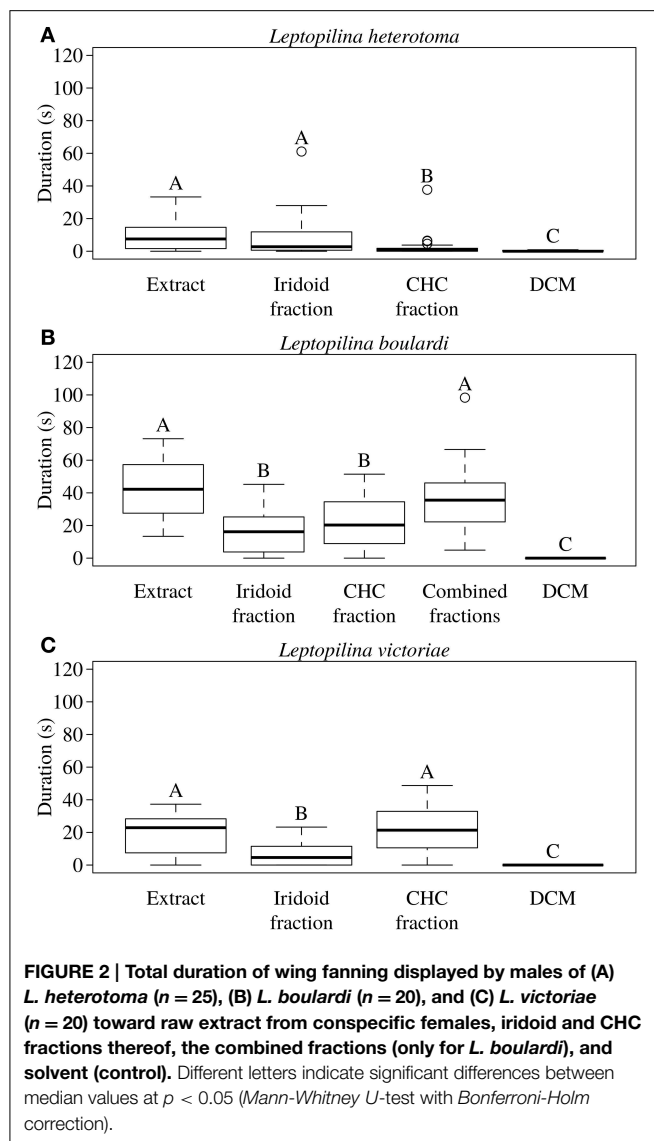 A
Leptopilina heterotoma
Duration (s)
120
100
80
60
40
20
0
A
A
B
C
Extract
Iridoid
fraction
CHC
fraction
DCM
B
Leptopilina boulardi
Duration (s)
120
100
80
60
40
20
0
A
B
B
A
C
Extract
Iridoid
fraction
CHC
fraction
Combined
fractions
DCM
C
Leptopilina victoriae
Duration (s)
120
100
80
60
40
20
0
A
B
A
C
Extract
Iridoid
fraction
CHC
fraction
DCM
FIGURE 2 | Total duration of wing fanning displayed by males of (A)
L. heterotoma (n = 25), (B) L. boulardi (n = 20), and (C) L. victoriae
(n = 20) toward raw extract from conspecific females, iridoid and CHC
fractions thereof, the combined fractions (only for L. boulardi), and
solvent (control). Different letters indicate significant differences between
median values at p < 0.05 (Mann-Whitney U-test with Bonferroni-Holm
correction).